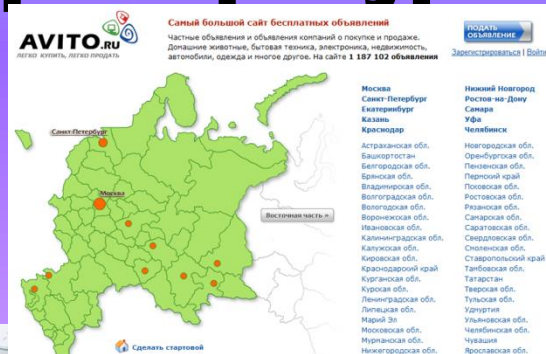 AVITO.RU
ЛЕГКО КУПИТЬ, ЛЕГКО ПРОДАТЬ
Самый большой сайт бесплатных объявлений
Частные объявления и объявления компаний о покупке и продаже.
Домашние животные, бытовая техника, электроника, недвижимость,
автомобили, одежда и многое другое. На сайте 1 187 102 объявления
ПОДАТЬ
ОБЪЯВЛЕНИЕ
Зарегистрироваться | Войти
Санкт-Петербург
Москва
Восточная часть »
Сделать стартовой
Москва
Санкт-Петербург
Екатеринбург
Казань
Краснодар
Астраханская обл.
Башкортостан
Белгородская обл.
Брянская обл.
Владимирская обл.
Волгоградская обл.
Вологодская обл.
Воронежская обл.
Ивановская обл.
Калининградская обл.
Калужская обл.
Кировская обл.
Краснодарский край
Курганская обл.
Курская обл.
Ленинградская обл.
Липецкая обл.
Марий Эл
Московская обл.
Мурманская обл.
Нижегородская обл.
Нижний Новгород
Ростов-на-Дону
Самара
Уфа
Челябинск
Новгородская обл.
Оренбургская обл.
Пензенская обл.
Пермский край
Псковская обл.
Ростовская обл.
Рязанская обл.
Самарская обл.
Саратовская обл.
Свердловская обл.
Смоленская обл.
Ставропольский край
Тамбовская обл.
Татарстан
Тверская обл.
Тульская обл.
Удмуртия
Ульяновская обл.
Челябинская обл.
Чувашия
Ярославская обл.